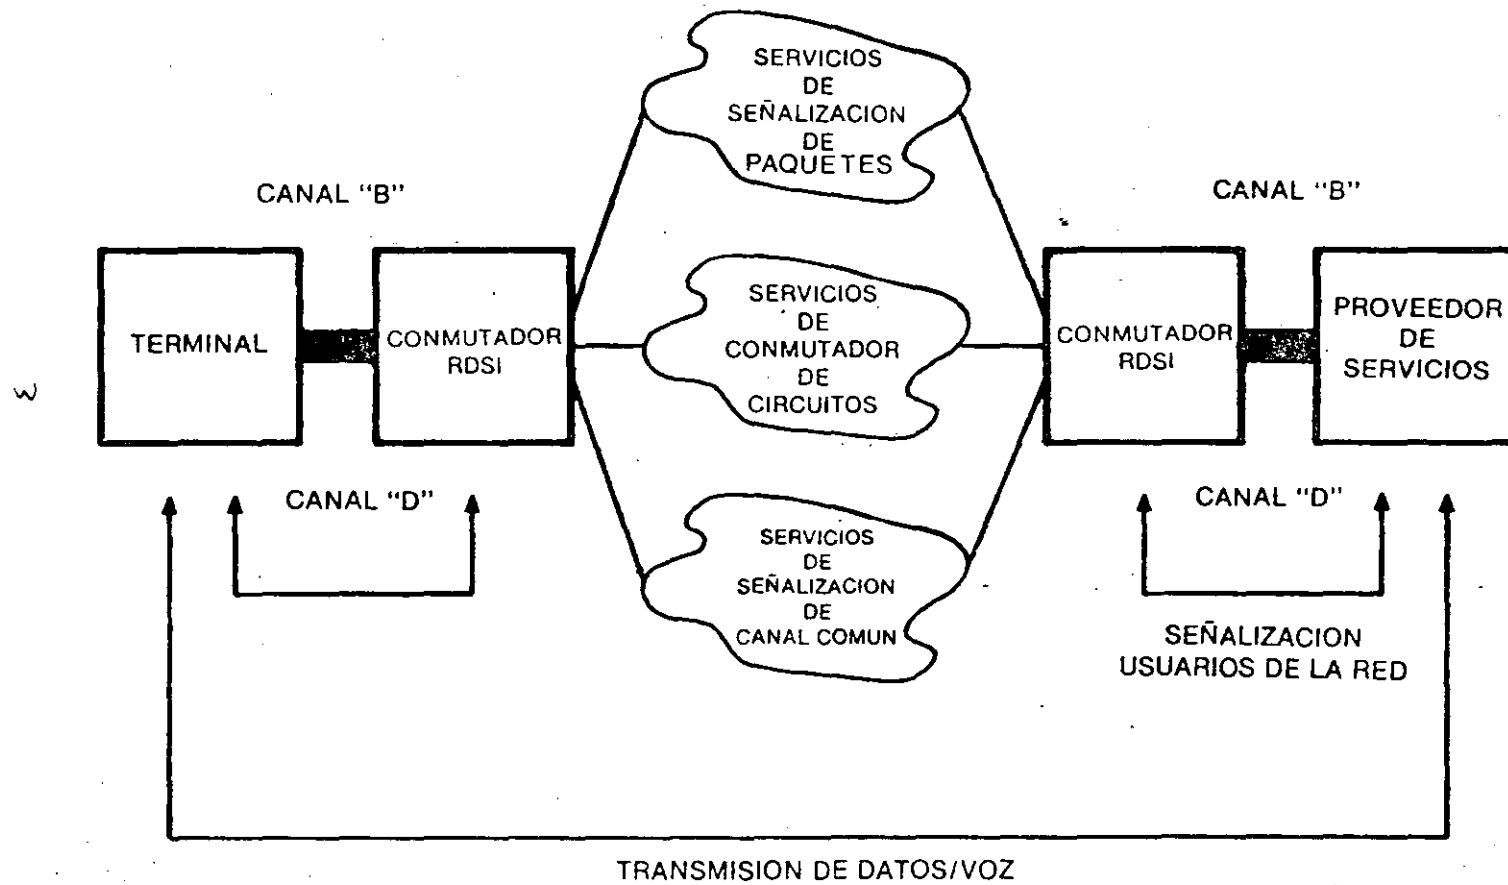 SERVICIOS
DE
SEÑALIZACION
DE
PAQUETES
CANAL "B"
CANAL "B"
TERMINAL
CONMUTADOR
RDSI
SERVICIOS
DE
CONMUTADOR
DE
CIRCUITOS
CONMUTADOR
RDSI
PROVEEDOR
DE
SERVICIOS
CANAL "D"
CANAL "D"
SERVICIOS
DE
SEÑALIZACION
DE
CANAL COMUN
SEÑALIZACION
USUARIOS DE LA RED
TRANSMISION DE DATOS/VOZ